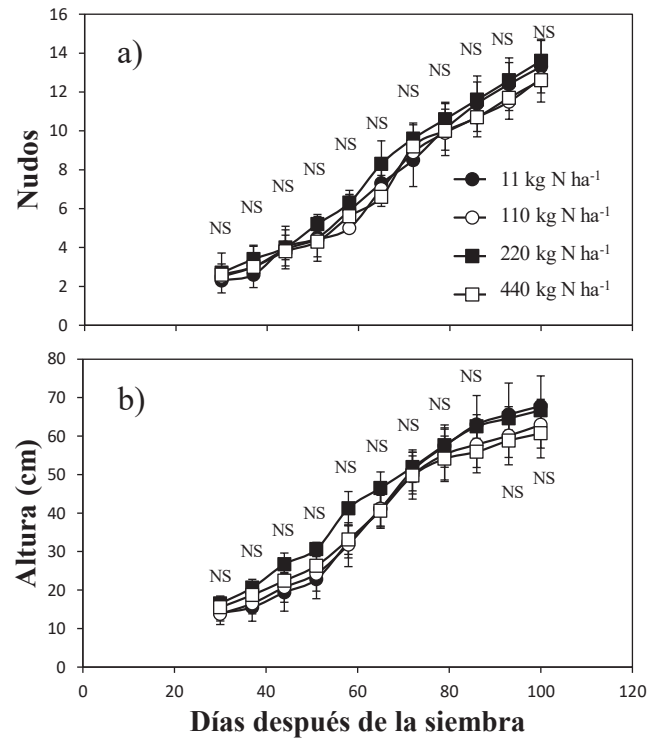 16
14
12
10
8
6
4
2
0
Nudos
a)
NS NS NS NS NS NS NS NS NS NS NS
11 kg N ha⁻¹
110 kg N ha⁻¹
220 kg N ha⁻¹
440 kg N ha⁻¹
80
70
60
50
40
30
20
10
0
Altura (cm)
b)
NS NS NS NS NS NS NS NS NS NS NS
0 20 40 60 80 100 120
Días después de la siembra